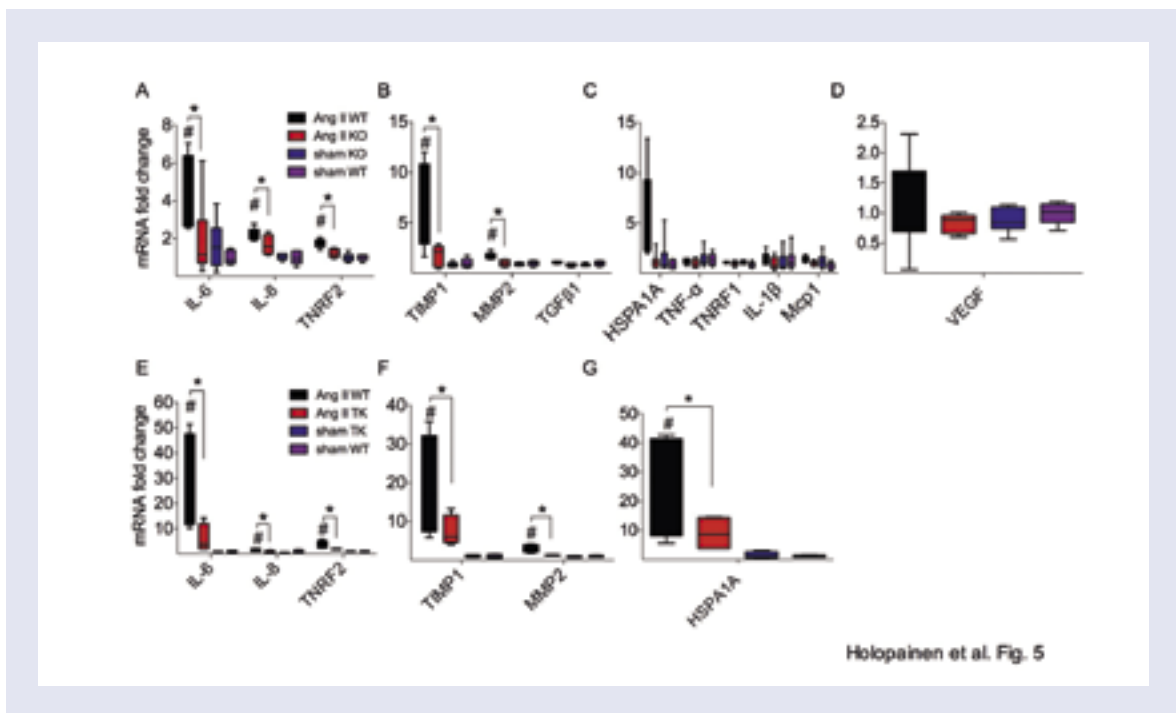 A
B
C
D
mRNA fold change
8
6
4
2
#
*
#
*
#
*
Ang II WT
Ang II KO
sham KO
sham WT
IL-6
IL-8
TNRF2
15
10
5
#
*
#
*
TIMP1
MMP2
TGFβ1
15
10
5
HSPA1A
TNF-α
TNRF1
IL-1β
Mcp1
2.5
2.0
1.5
1.0
0.5
VEGF
E
F
G
mRNA fold change
60
50
40
30
20
10
#
*
#
*
#
*
Ang II WT
Ang II TK
sham TK
sham WT
IL-6
IL-8
TNRF2
40
30
20
10
#
*
#
*
TIMP1
MMP2
50
40
30
20
10
#
*
HSPA1A
Holopainen et al. Fig. 5